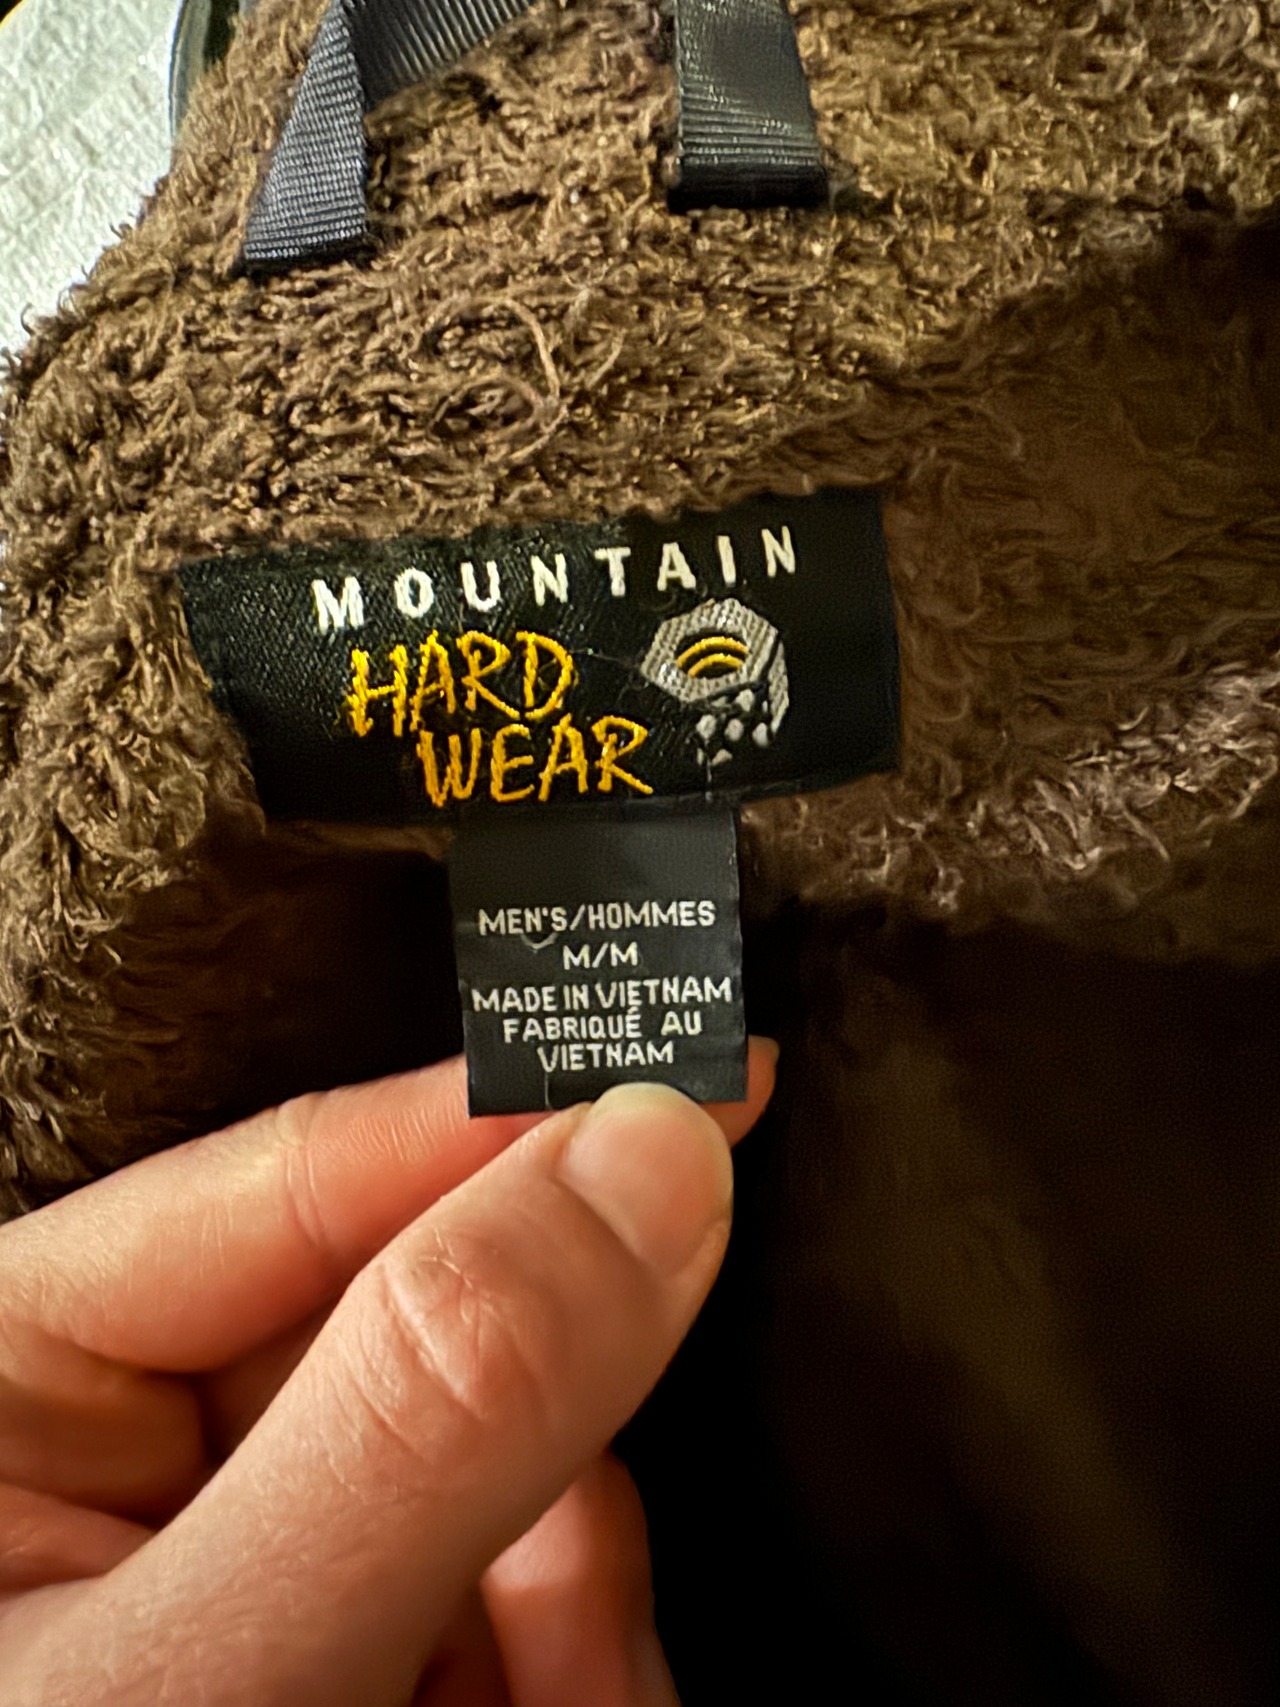 MOUNTAIN
HARD
WEAR
MEN'S/HOMMES
M/M
MADE IN VIETNAM
FABRIQUÉ AU
VIETNAM